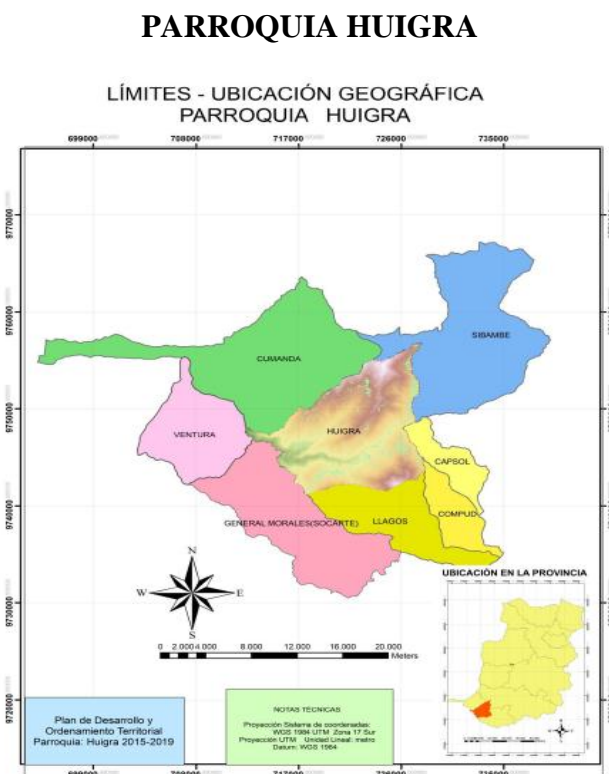 PARROQUIA HUIGRA
LÍMITES - UBICACIÓN GEOGRÁFICA
PARROQUIA HUIGRA
699000 708000 717000 726000 735000
9770000
9760000
9750000
9740000
9730000
9720000
SIBAMBE
CUMANDA
HUIGRA
VENTURA
CAPSOL
COMPUD
LLAGOS
GENERAL MORALES(SOCARTE)
N
W E
S
0 2.000 4.000 8.000 12.000 16.000 20.000
Meters
UBICACIÓN EN LA PROVINCIA
Plan de Desarrollo y
Ordenamiento Territorial
Parroquia: Huigra 2015-2019
NOTAS TÉCNICAS
Proyección Sistema de coordenadas:
WGS 1984 UTM Zona 17 Sur
Proyección UTM Unidad Lineal: metro
Datum: WGS 1984